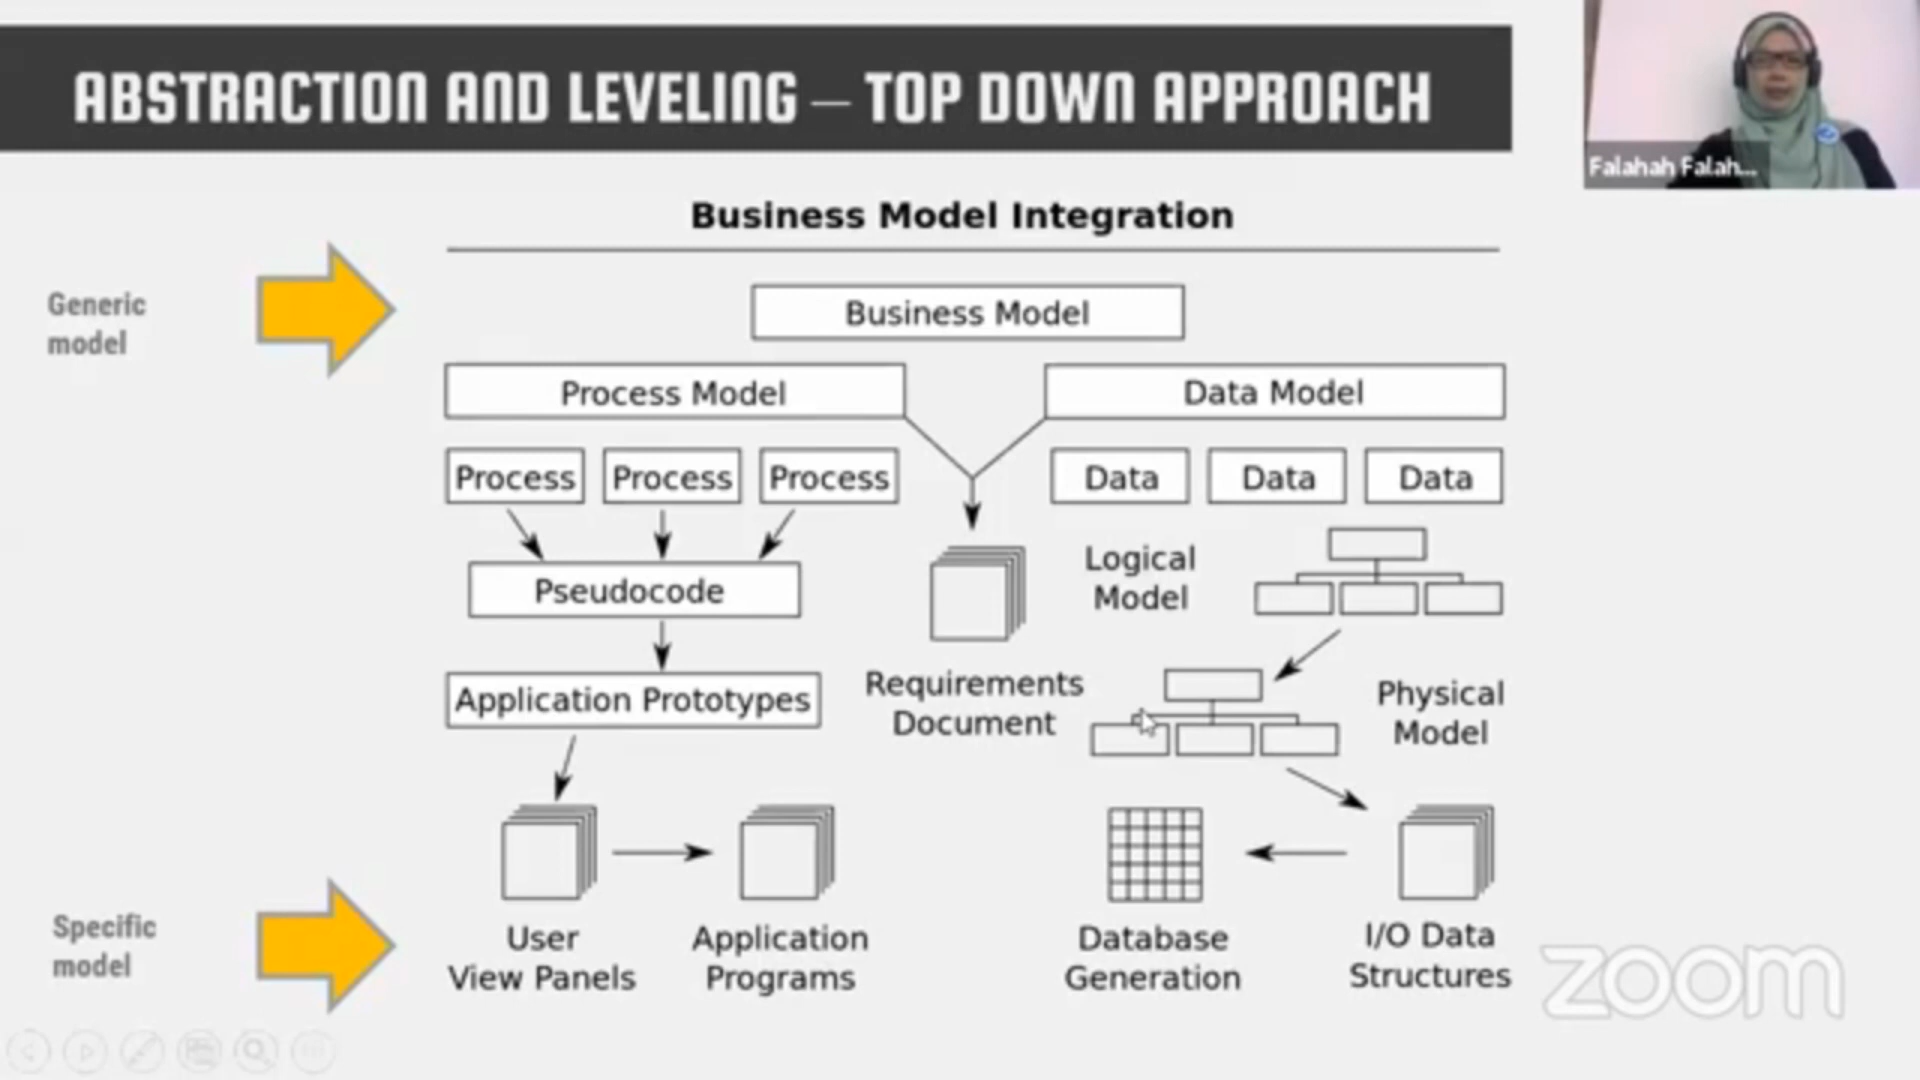 ABSTRACTION AND LEVELING – TOP DOWN APPROACH
Falahah Falah...
Business Model Integration
Generic
model
Business Model
Process Model
Data Model
Process
Process
Process
Data
Data
Data
Pseudocode
Logical
Model
Application Prototypes
Requirements
Document
Physical
Model
User
View Panels
Application
Programs
Database
Generation
I/O Data
Structures
Specific
model
zoom